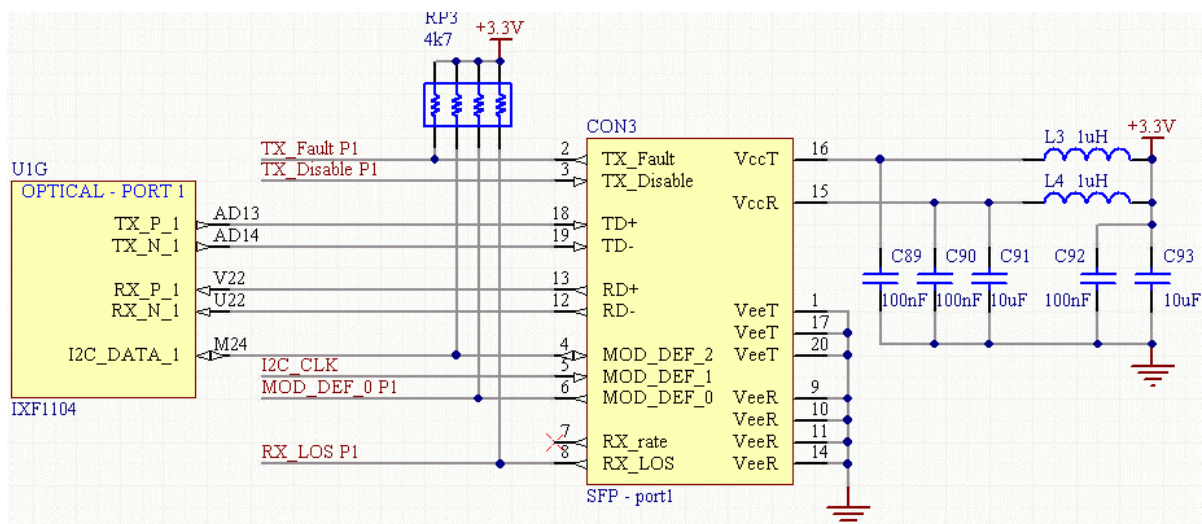 RP3
4k7
+3.3V
CON3
TX_Fault P1
TX_Disable P1
U1G
OPTICAL - PORT 1
TX_P_1
TX_N_1
RX_P_1
RX_N_1
I2C_DATA_1
AD13
AD14
V22
U22
M24
IXF1104
I2C_CLK
MOD_DEF_0 P1
RX_LOS P1
2
3
18
19
13
12
4
5
6
7
8
TX_Fault
TX_Disable
TD+
TD-
RD+
RD-
MOD_DEF_2
MOD_DEF_1
MOD_DEF_0
RX_rate
RX_LOS
VccT
VccR
VeeT
VeeT
VeeT
VeeR
VeeR
VeeR
VeeR
16
15
1
17
20
9
10
11
14
SFP - port1
L3 1uH
L4 1uH
+3.3V
C89
C90
C91
C92
C93
100nF
100nF
10uF
100nF
10uF